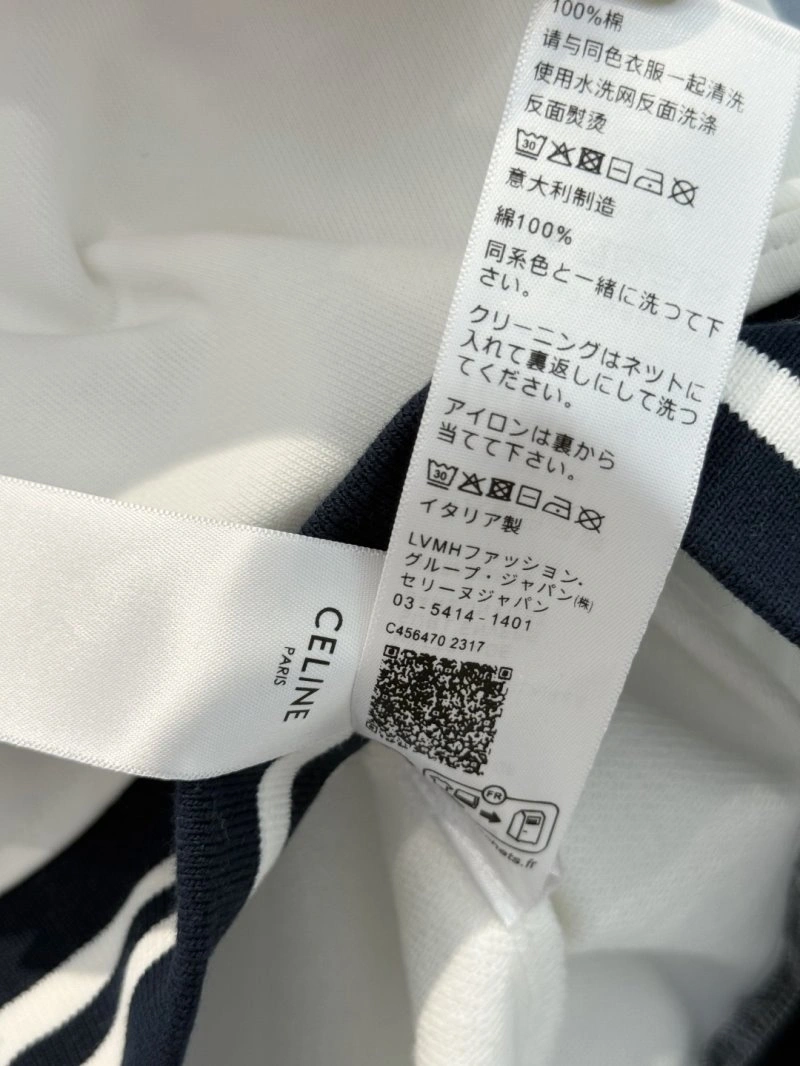 100%棉
请与同色衣服一起清洗
使用水洗网反面洗涤
反面熨烫
30
意大利制造
綿100%
同系色と一緒に洗つて下
さい。
クリーニングはネツトに
入れて裏返しにして洗つ
てください。
アイロンは裏から
当てて下さい。
30
イタリア製
LVMHファッション.
グループ・ジャパン㈱
セリーヌジャパン
03-5414-1401
C456470 2317
FR
CELINE
PARIS